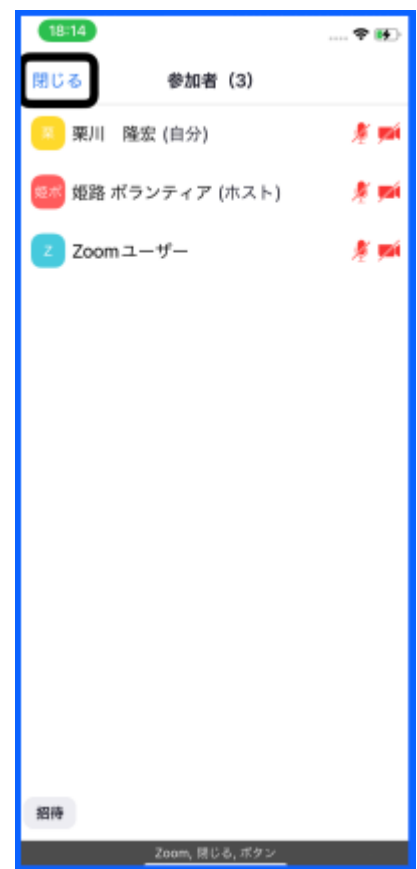 18:14
閉じる 参加者 (3)
栗 栗川 隆宏 (自分)
姫ボ 姫路 ボランティア (ホスト)
Z Zoomユーザー
招待
Zoom, 閉じる, ボタン